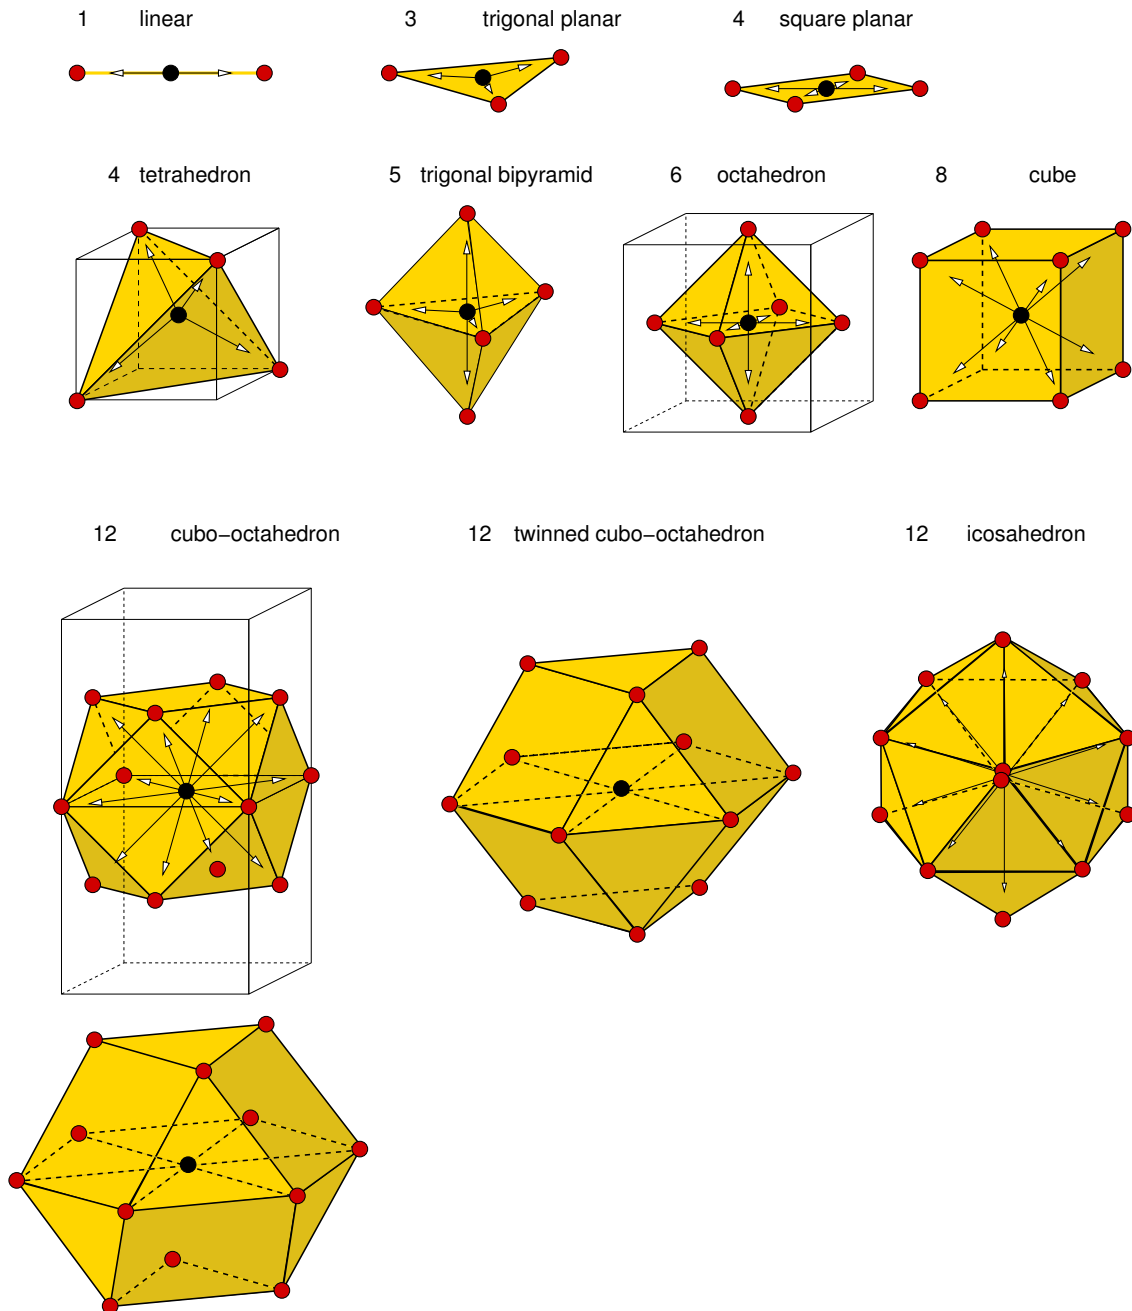 1 linear
3 trigonal planar
4 square planar
4 tetrahedron
5 trigonal bipyramid
6 octahedron
8 cube
12 cubo−octahedron
12 twinned cubo−octahedron
12 icosahedron